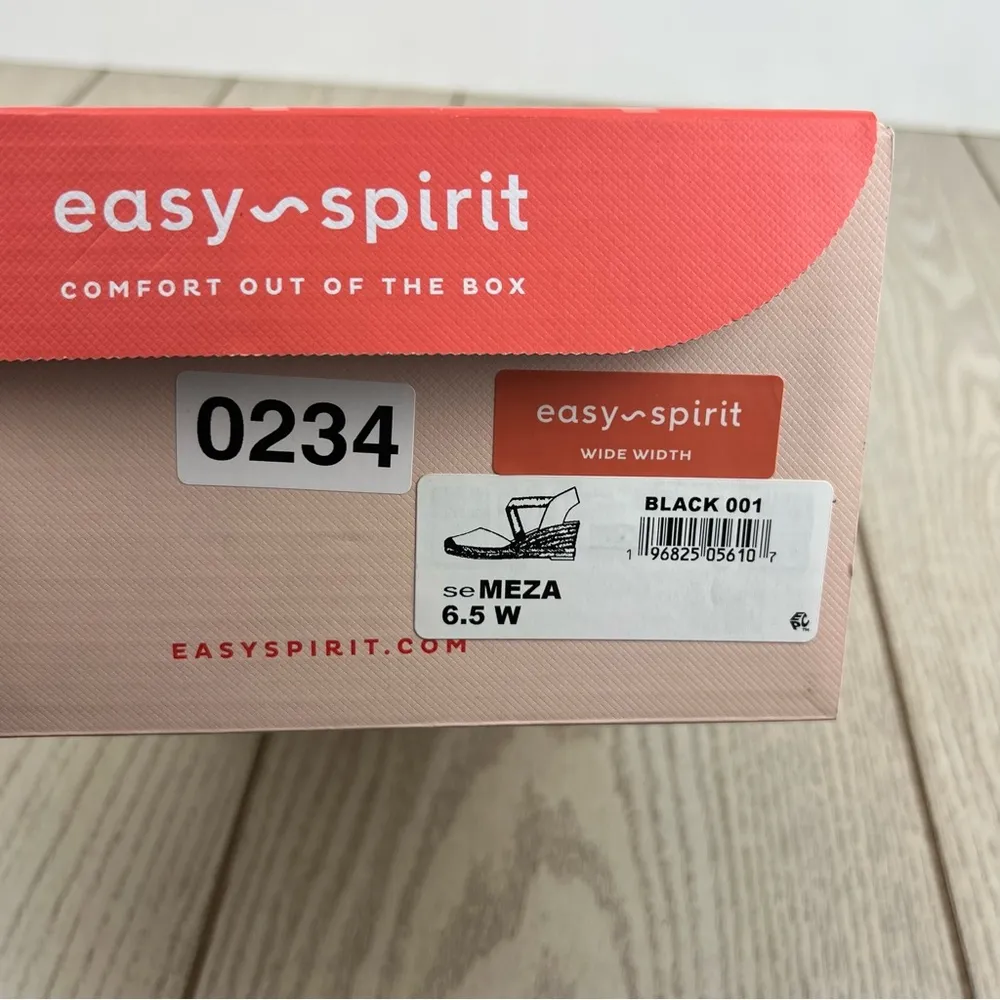 easy~spirit
COMFORT OUT OF THE BOX
0234
easy~spirit
WIDE WIDTH
BLACK 001
1 96825 05610 7
seMEZA
6.5 W
EASYSPIRIT.COM